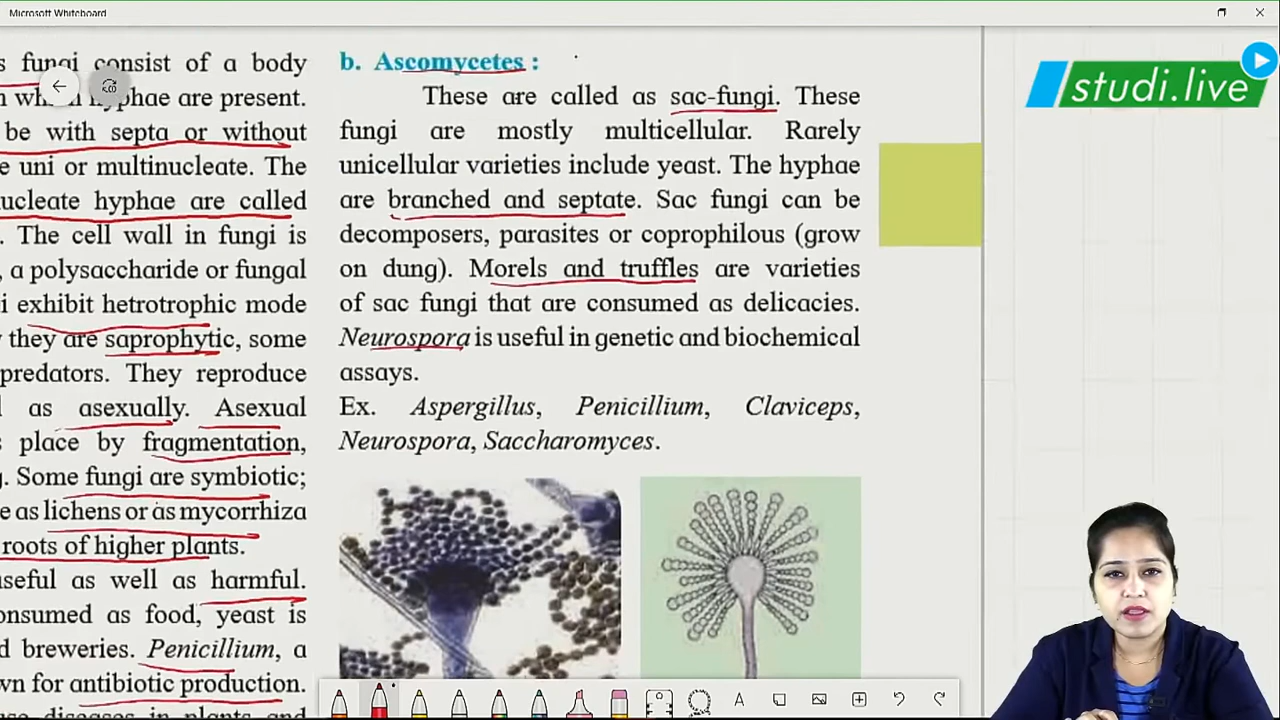 Microsoft Whiteboard
s fungi consist of a body
hyphae are present.
be with septa or without
e uni or multinucleate. The
ucleate hyphae are called
. The cell wall in fungi is
, a polysaccharide or fungal
i exhibit hetrotrophic mode
they are saprophytic, some
predators. They reproduce
as asexually. Asexual
place by fragmentation,
g. Some fungi are symbiotic;
e as lichens or as mycorrhiza
roots of higher plants.
useful as well as harmful.
onsumed as food, yeast is
d breweries. Penicillium, a
wn for antibiotic production.
diseases in plants and
b. Ascomycetes :
These are called as sac-fungi. These
fungi are mostly multicellular. Rarely
unicellular varieties include yeast. The hyphae
are branched and septate. Sac fungi can be
decomposers, parasites or coprophilous (grow
on dung). Morels and truffles are varieties
of sac fungi that are consumed as delicacies.
Neurospora is useful in genetic and biochemical
assays.
Ex. Aspergillus, Penicillium, Claviceps,
Neurospora, Saccharomyces.
studi.live